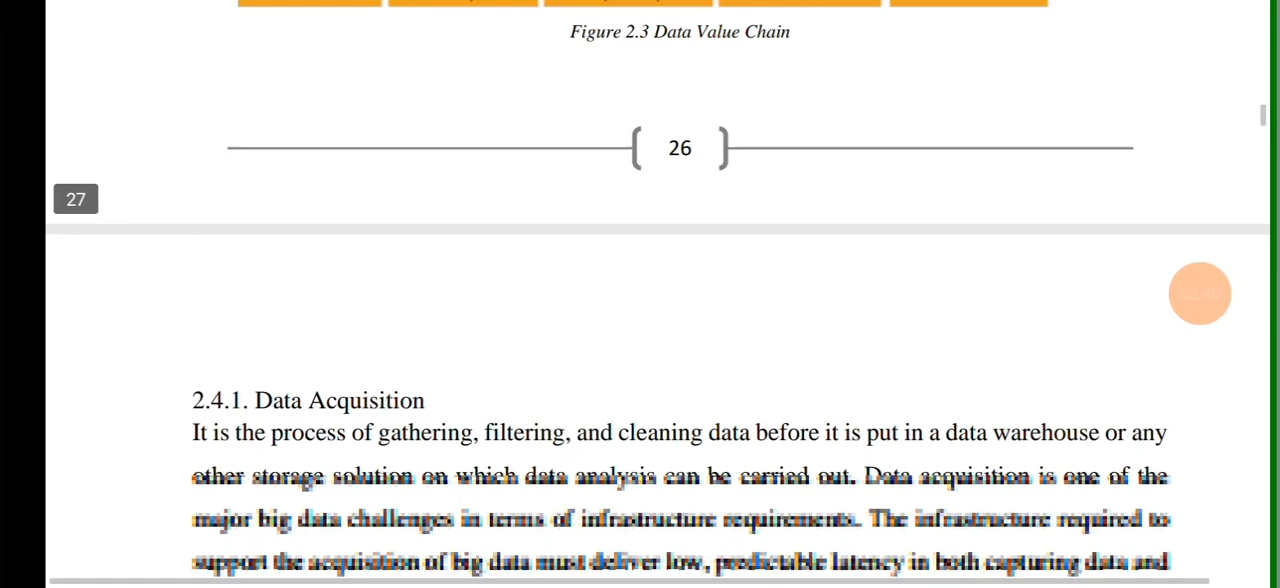 Figure 2.3 Data Value Chain
26
27
02:40
2.4.1. Data Acquisition
It is the process of gathering, filtering, and cleaning data before it is put in a data warehouse or any
other storage solution on which data analysis can be carried out. Data acquisition is one of the
major big data challenges in terms of infrastructure requirements. The infrastructure required to
support the acquisition of big data must deliver low, predictable latency in both capturing data and